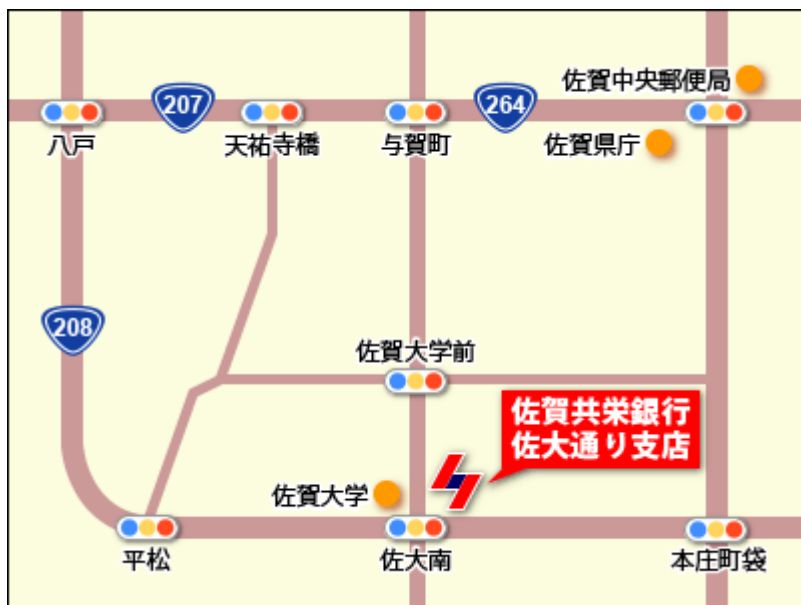 佐賀中央郵便局
207
264
八戸
天祐寺橋
与賀町
佐賀県庁
208
佐賀大学前
佐賀共栄銀行
佐大通り支店
佐賀大学
平松
佐大南
本庄町袋